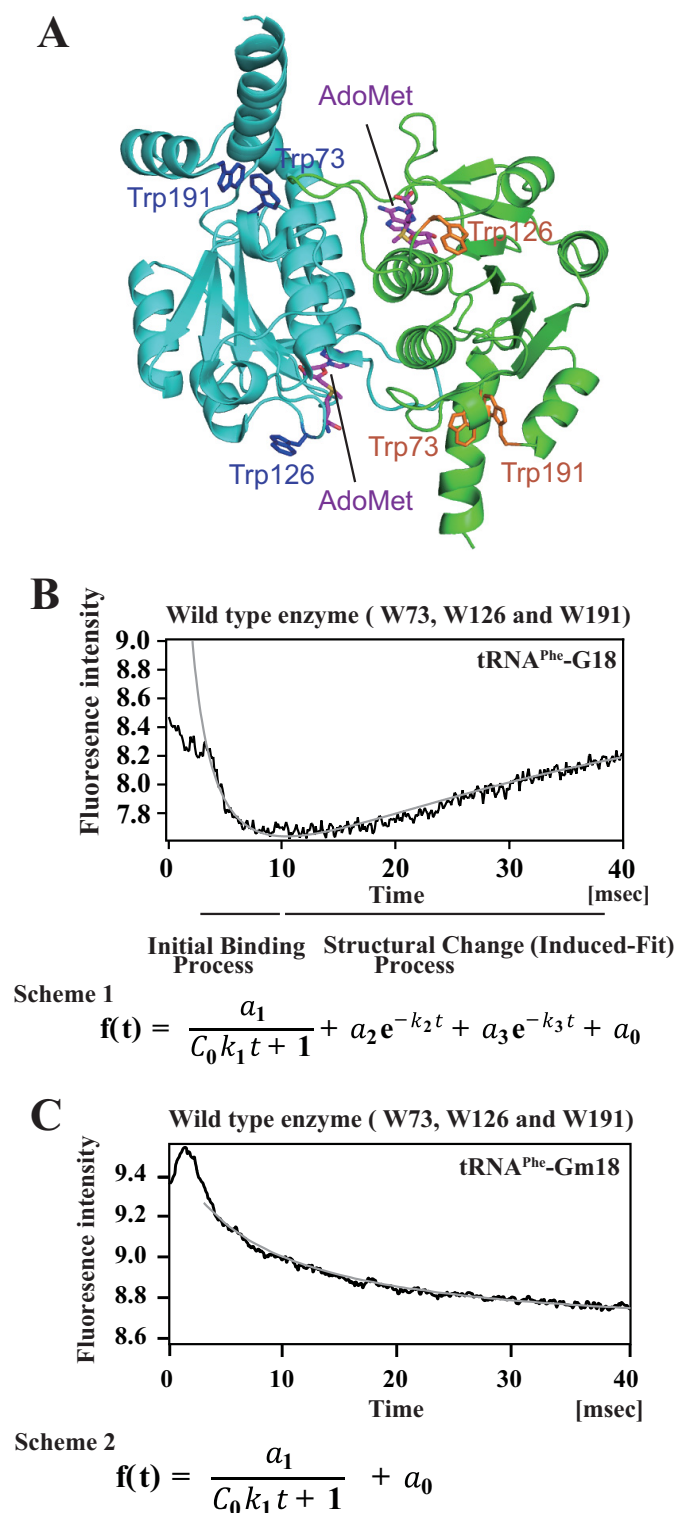 A
AdoMet
Trp73
Trp191
Trp126
Trp126
Trp73
Trp191
AdoMet
B
Wild type enzyme ( W73, W126 and W191)
tRNAPhe-G18
Fluoresence intensity
9.0
8.8
8.6
8.4
8.2
8.0
7.8
0 10 20 30 40
Time [msec]
Initial Binding Process
Structural Change (Induced-Fit) Process
Scheme 1
f(t) = a1 / (C0k1t + 1) + a2e^{-k2t} + a3e^{-k3t} + a0
C
Wild type enzyme ( W73, W126 and W191)
tRNAPhe-Gm18
Fluoresence intensity
9.4
9.2
9.0
8.8
8.6
0 10 20 30 40
Time [msec]
Scheme 2
f(t) = a1 / (C0k1t + 1) + a0